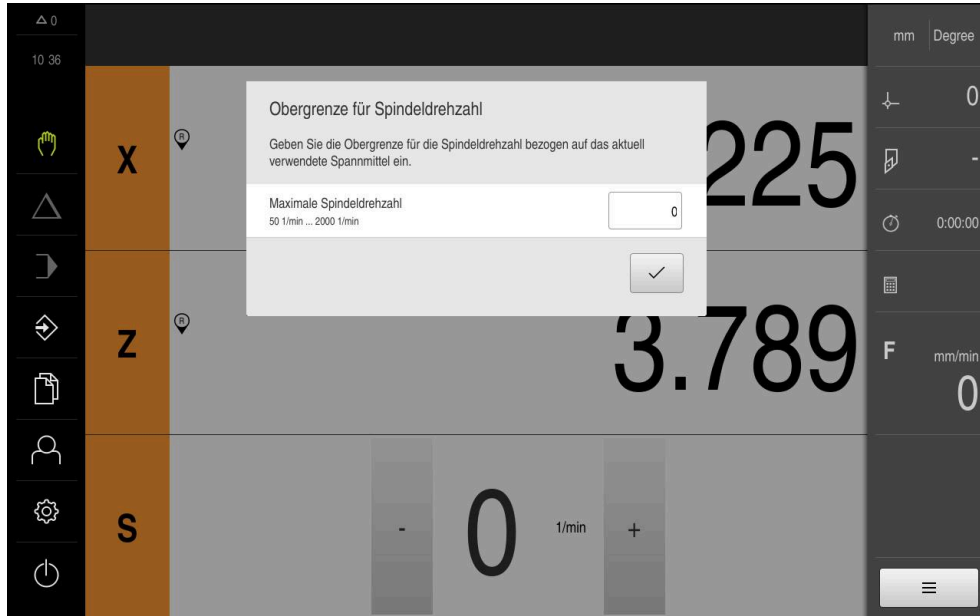 0
10 36
mm
Degree
X
R
225
0
-
0:00:00
Obergrenze für Spindeldrehzahl
Geben Sie die Obergrenze für die Spindeldrehzahl bezogen auf das aktuell
verwendete Spannmittel ein.
Maximale Spindeldrehzahl
50 1/min ... 2000 1/min
0
Z
R
3.789
F
mm/min
0
S
-
0
1/min
+